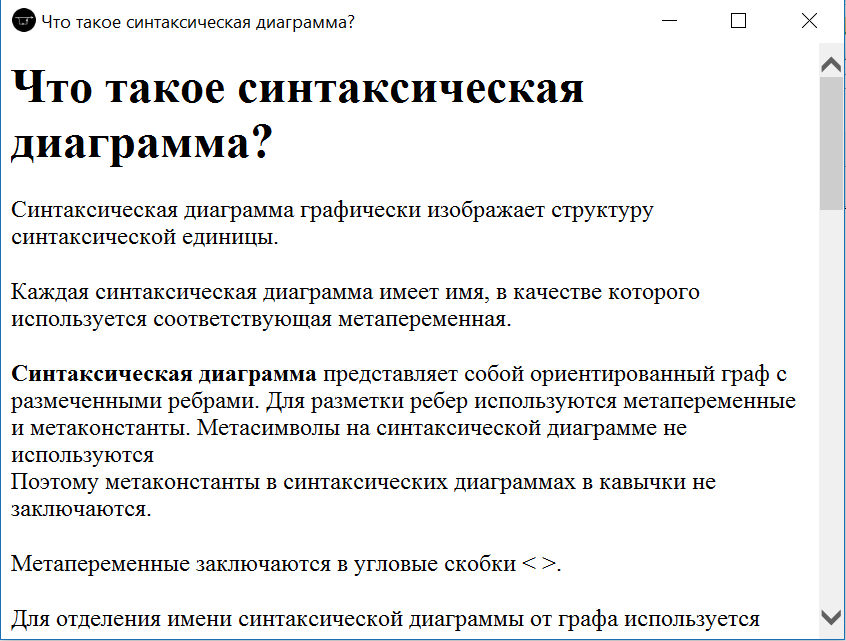 Что такое синтаксическая диаграмма?
Что такое синтаксическая
диаграмма?
Синтаксическая диаграмма графически изображает структуру
синтаксической единицы.
Каждая синтаксическая диаграмма имеет имя, в качестве которого
используется соответствующая метапеременная.
Синтаксическая диаграмма представляет собой ориентированный граф с
размеченными ребрами. Для разметки ребер используются метапеременные
и метаконстанты. Метасимволы на синтаксической диаграмме не
используются
Поэтому метаконстанты в синтаксических диаграммах в кавычки не
заключаются.
Метапеременные заключаются в угловые скобки < >.
Для отделения имени синтаксической диаграммы от графа используется